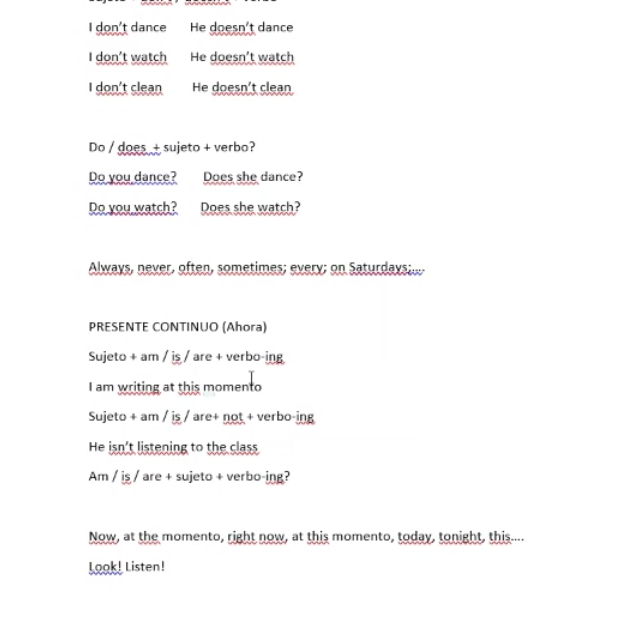 Sujeto + don't / doesn't + verbo
I don't dance He doesn't dance
I don't watch He doesn't watch
I don't clean He doesn't clean
Do / does + sujeto + verbo?
Do you dance? Does she dance?
Do you watch? Does she watch?
Always, never, often, sometimes; every; on Saturdays;....
PRESENTE CONTINUO (Ahora)
Sujeto + am / is / are + verbo-ing
I am writing at this momento
Sujeto + am / is / are+ not + verbo-ing
He isn't listening to the class
Am / is / are + sujeto + verbo-ing?
Now, at the momento, right now, at this momento, today, tonight, this....
Look! Listen!